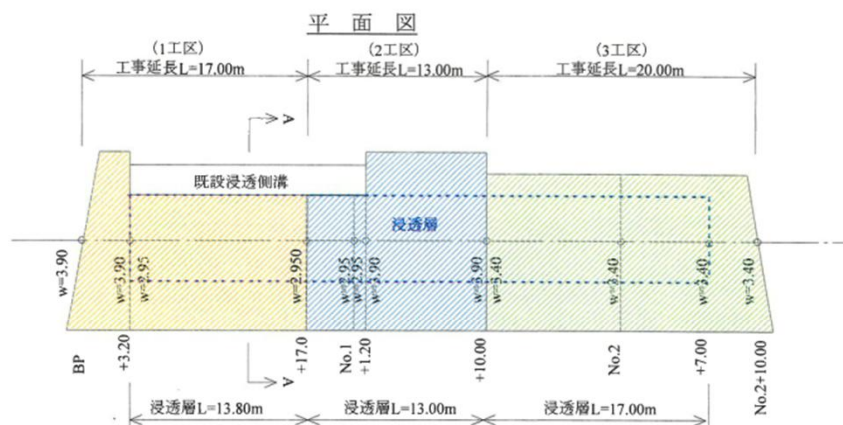 平面図
(1工区)
(2工区)
(3工区)
工事延長L=17.00m
工事延長L=13.00m
工事延長L=20.00m
A
既設浸透側溝
浸透層
w=3.90
w=3.90
w=2.95
w=2.950
w=2.95
w=2.95
w=3.90
w=3.90
w=3.40
w=3.40
w=3.40
w=3.40
BP
+3.20
+17.0
No.1
+1.20
+10.00
No.2
+7.00
No.2+10.00
A
浸透層L=13.80m
浸透層L=13.00m
浸透層L=17.00m